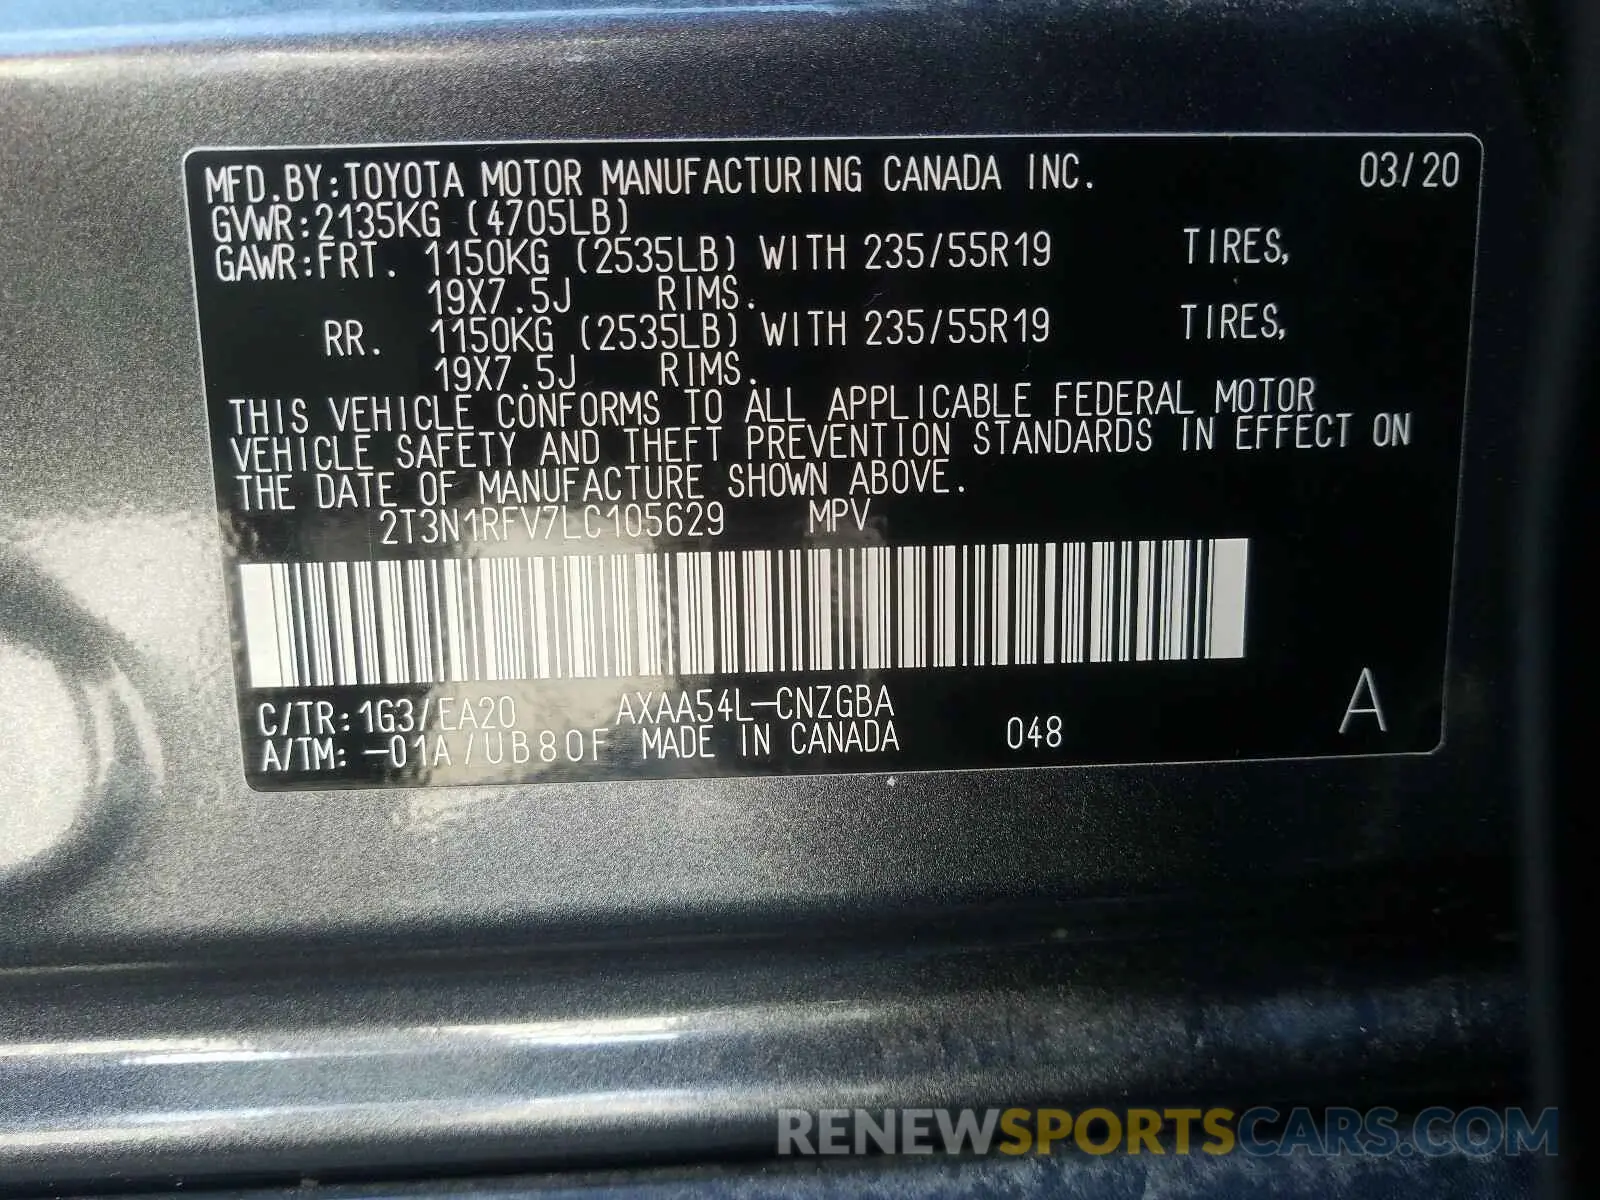 MFD.BY:TOYOTA MOTOR MANUFACTURING CANADA INC. 03/20
GVWR:2135KG (4705LB)
GAWR:FRT. 1150KG (2535LB) WITH 235/55R19 TIRES,
19X7.5J RIMS.
RR. 1150KG (2535LB) WITH 235/55R19 TIRES,
19X7.5J RIMS.
THIS VEHICLE CONFORMS TO ALL APPLICABLE FEDERAL MOTOR
VEHICLE SAFETY AND THEFT PREVENTION STANDARDS IN EFFECT ON
THE DATE OF MANUFACTURE SHOWN ABOVE.
2T3N1RFV7LC105629 MPV
C/TR:1G3/EA20 AXAA54L-CNZGBA
A/TM:-01A/UB80F MADE IN CANADA 048 A
RENEWSPORTSCARS.COM